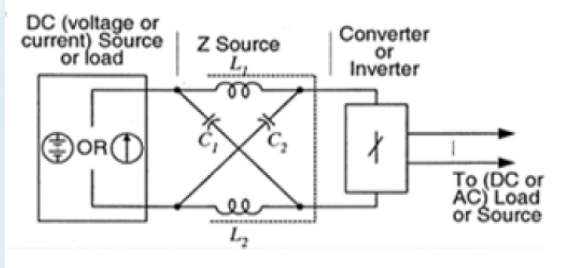 DC (voltage or
current) Source
or load
Z Source
L1
Converter
or
Inverter
OR
C1
C2
L2
To (DC or
AC) Load
or Source